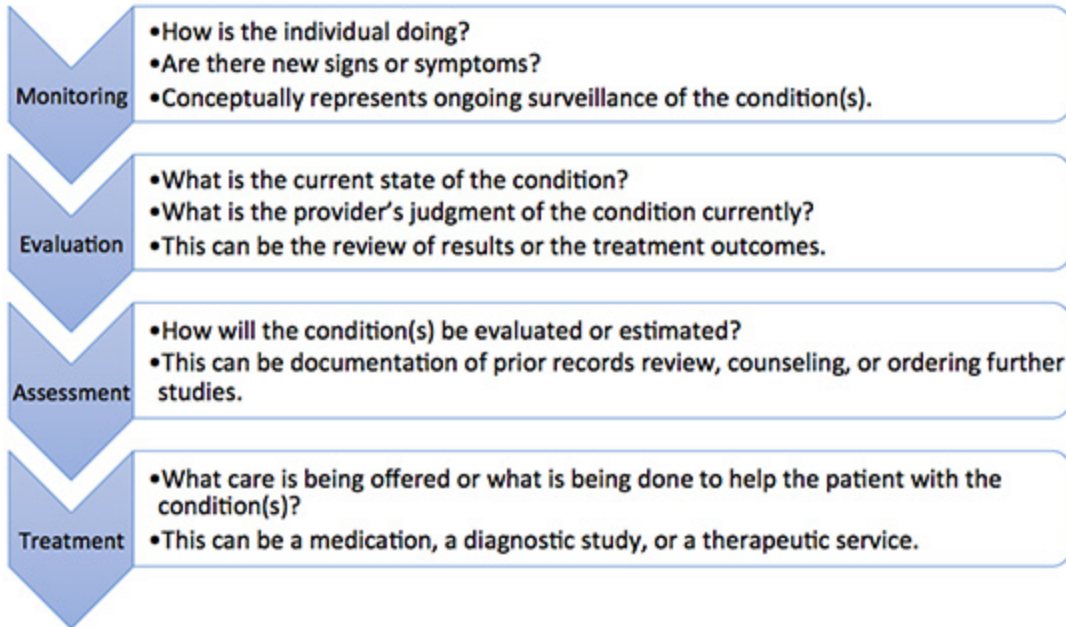 Monitoring
•How is the individual doing?
•Are there new signs or symptoms?
•Conceptually represents ongoing surveillance of the condition(s).
Evaluation
•What is the current state of the condition?
•What is the provider's judgment of the condition currently?
•This can be the review of results or the treatment outcomes.
Assessment
•How will the condition(s) be evaluated or estimated?
•This can be documentation of prior records review, counseling, or ordering further
studies.
Treatment
•What care is being offered or what is being done to help the patient with the
condition(s)?
•This can be a medication, a diagnostic study, or a therapeutic service.